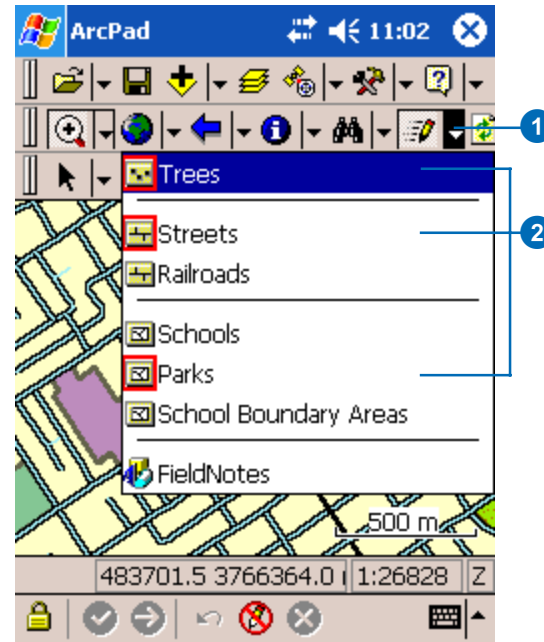 ArcPad 11:02
1
Trees
Streets
2
Railroads
Schools
Parks
School Boundary Areas
FieldNotes
500 m
483701.5 3766364.0 1:26828 Z